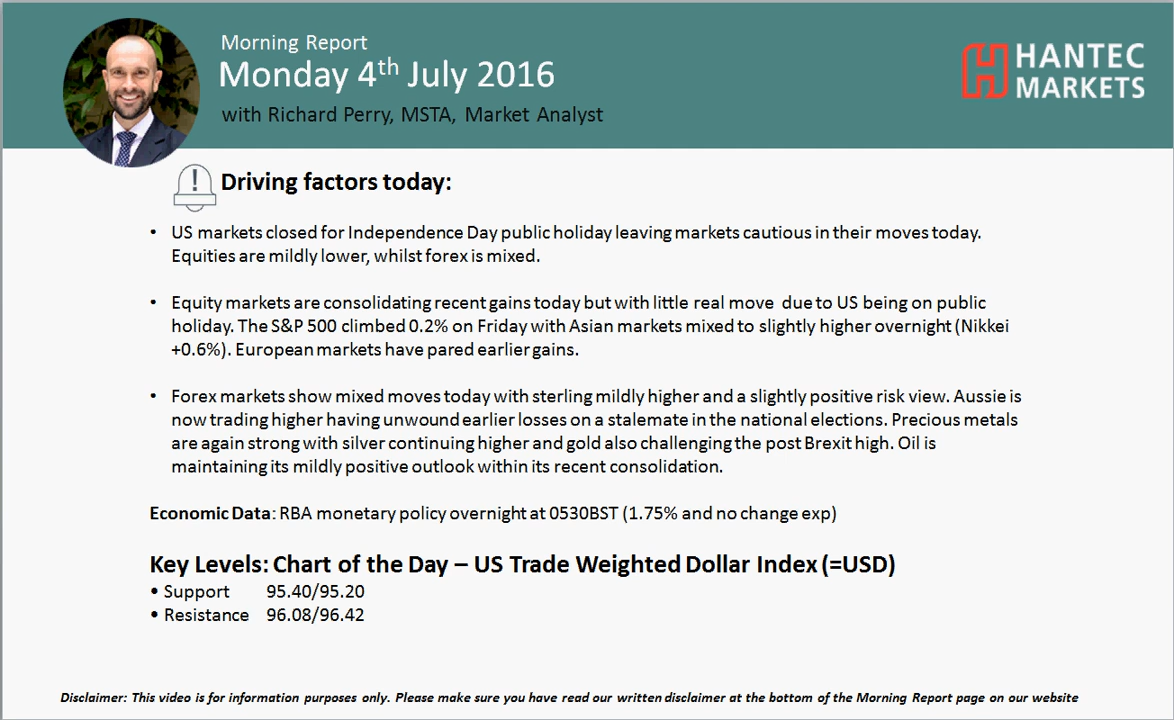 Morning Report
Monday 4th July 2016
with Richard Perry, MSTA, Market Analyst
HANTEC
MARKETS
! Driving factors today:
• US markets closed for Independence Day public holiday leaving markets cautious in their moves today.
Equities are mildly lower, whilst forex is mixed.
• Equity markets are consolidating recent gains today but with little real move due to US being on public
holiday. The S&P 500 climbed 0.2% on Friday with Asian markets mixed to slightly higher overnight (Nikkei
+0.6%). European markets have pared earlier gains.
• Forex markets show mixed moves today with sterling mildly higher and a slightly positive risk view. Aussie is
now trading higher having unwound earlier losses on a stalemate in the national elections. Precious metals
are again strong with silver continuing higher and gold also challenging the post Brexit high. Oil is
maintaining its mildly positive outlook within its recent consolidation.
Economic Data: RBA monetary policy overnight at 0530BST (1.75% and no change exp)
Key Levels: Chart of the Day – US Trade Weighted Dollar Index (=USD)
• Support 95.40/95.20
• Resistance 96.08/96.42
Disclaimer: This video is for information purposes only. Please make sure you have read our written disclaimer at the bottom of the Morning Report page on our website